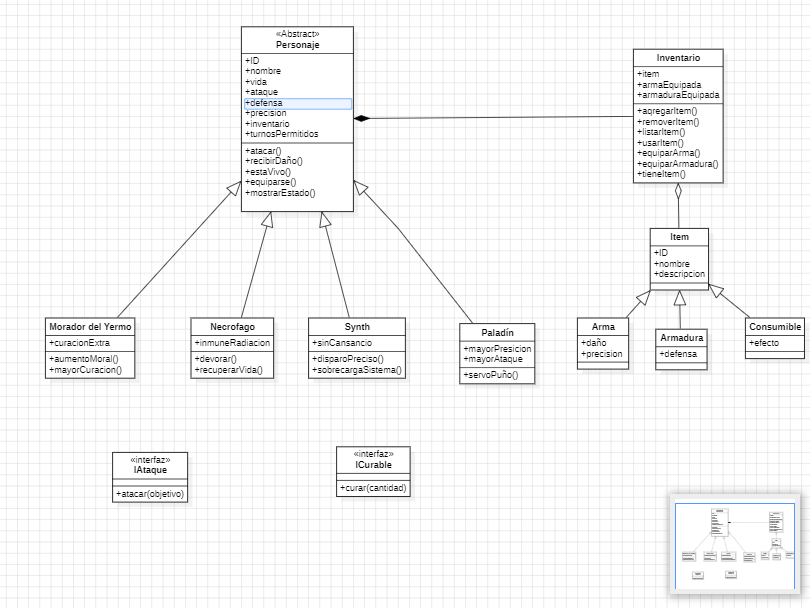 «Abstract»
Personaje
+ID
+nombre
+vida
+ataque
+defensa
+precision
+inventario
+turnosPermitidos
+atacar()
+recibirDaño()
+estaVivo()
+equiparse()
+mostrarEstado()
Inventario
+item
+armaEquipada
+armaduraEquipada
+agregarItem()
+removerItem()
+listarItem()
+usarItem()
+equiparArma()
+equiparArmadura()
+tieneItem()
Item
+ID
+nombre
+descripcion
Morador del Yermo
+curacionExtra
+aumentoMoral()
+mayorCuracion()
Necrofago
+inmuneRadiacion
+devorar()
+recuperarVida()
Synth
+sinCansancio
+disparoPreciso()
+sobrecargaSistema()
Paladín
+mayorPresicion
+mayorAtaque
+servoPuño()
Arma
+daño
+precision
Armadura
+defensa
Consumible
+efecto
«interfaz»
IAtaque
+atacar(objetivo)
«interfaz»
ICurable
+curar(cantidad)